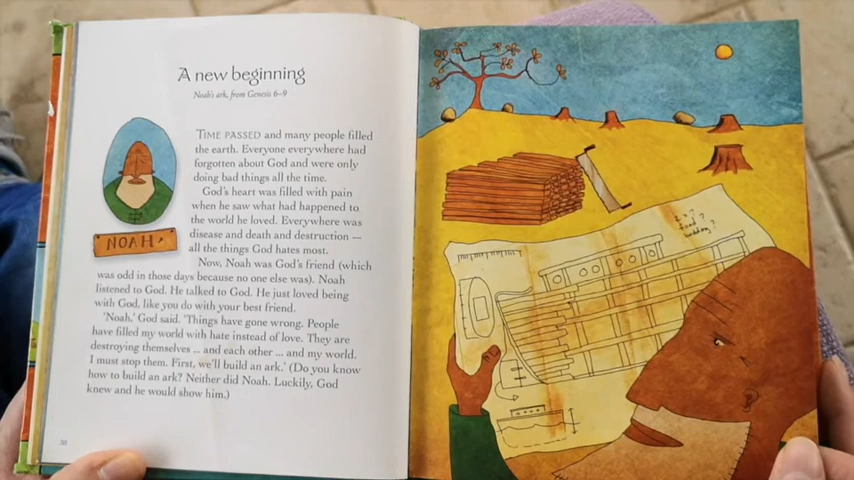 A new beginning
Noah's ark, from Genesis 6–9
TIME PASSED and many people filled
the earth. Everyone everywhere had
forgotten about God and were only
doing bad things all the time.
God's heart was filled with pain
when he saw what had happened to
the world he loved. Everywhere was
disease and death and destruction —
all the things God hates most.
Now, Noah was God's friend (which
was odd in those days because no one else was). Noah
listened to God. He talked to God. He just loved being
with God, like you do with your best friend.
'Noah,' God said. 'Things have gone wrong. People
have filled my world with hate instead of love. They are
destroying themselves ... and each other ... and my world.
I must stop them. First, we'll build an ark.' (Do you know
how to build an ark? Neither did Noah. Luckily, God
knew and he would show him.)
NOAH
food
bedding?